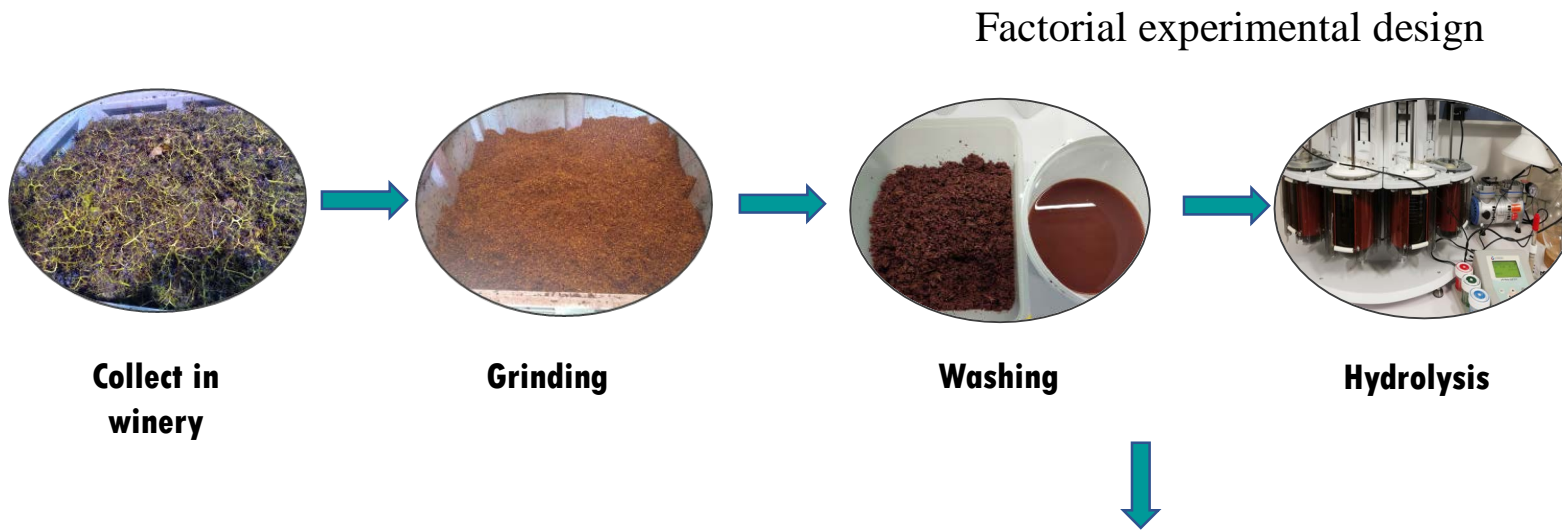 Factorial experimental design
Collect in
winery
Grinding
Washing
Hydrolysis